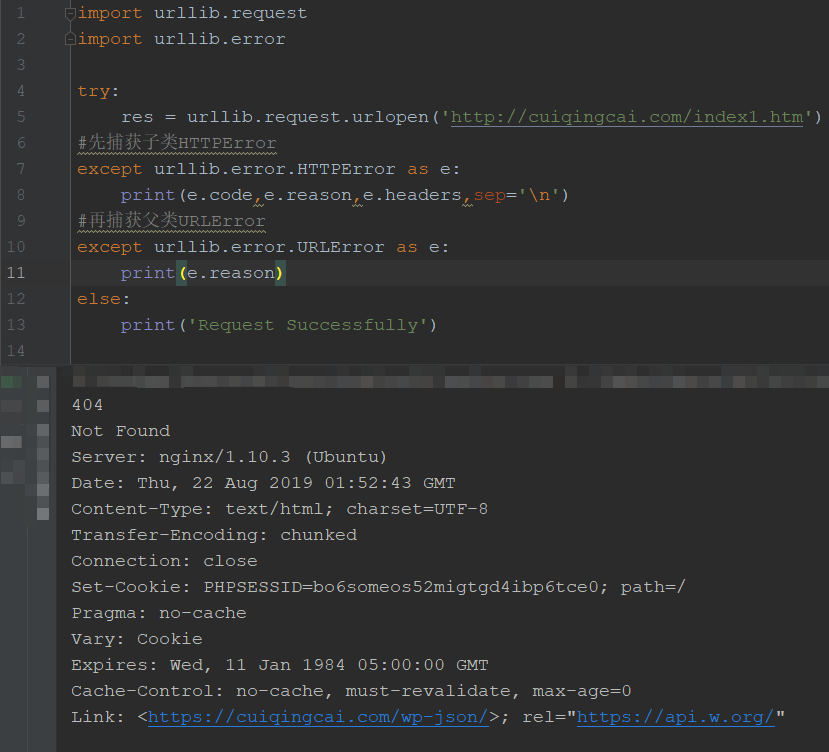 1 import urllib.request
2 import urllib.error
3
4 try:
5     res = urllib.request.urlopen('http://cuiqingcai.com/index1.htm')
6 #先捕获子类HTTPError
7 except urllib.error.HTTPError as e:
8     print(e.code,e.reason,e.headers,sep='\n')
9 #再捕获父类URLError
10 except urllib.error.URLError as e:
11     print(e.reason)
12 else:
13     print('Request Successfully')
14
404
Not Found
Server: nginx/1.10.3 (Ubuntu)
Date: Thu, 22 Aug 2019 01:52:43 GMT
Content-Type: text/html; charset=UTF-8
Transfer-Encoding: chunked
Connection: close
Set-Cookie: PHPSESSID=bo6someos52migtgd4ibp6tce0; path=/
Pragma: no-cache
Vary: Cookie
Expires: Wed, 11 Jan 1984 05:00:00 GMT
Cache-Control: no-cache, must-revalidate, max-age=0
Link: <https://cuiqingcai.com/wp-json/>; rel="https://api.w.org/"